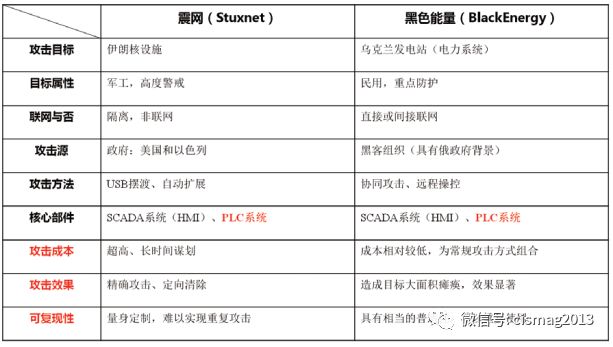 震网（Stuxnet） 黑色能量（BlackEnergy）
攻击目标 伊朗核设施 乌克兰发电站（电力系统）
目标属性 军工，高度警戒 民用，重点防护
联网与否 隔离，非联网 直接或间接联网
攻击源 政府：美国和以色列 黑客组织（具有俄政府背景）
攻击方法 USB摆渡、自动扩展 协同攻击、远程操控
核心部件 SCADA系统（HMI）、PLC系统 SCADA系统（HMI）、PLC系统
攻击成本 超高、长时间谋划 成本相对较低，为常规攻击方式组合
攻击效果 精确攻击、定向清除 造成目标大面积瘫痪，效果显著
可复现性 量身定制，难以实现重复攻击 具有相当的普
微信号: cismag2013